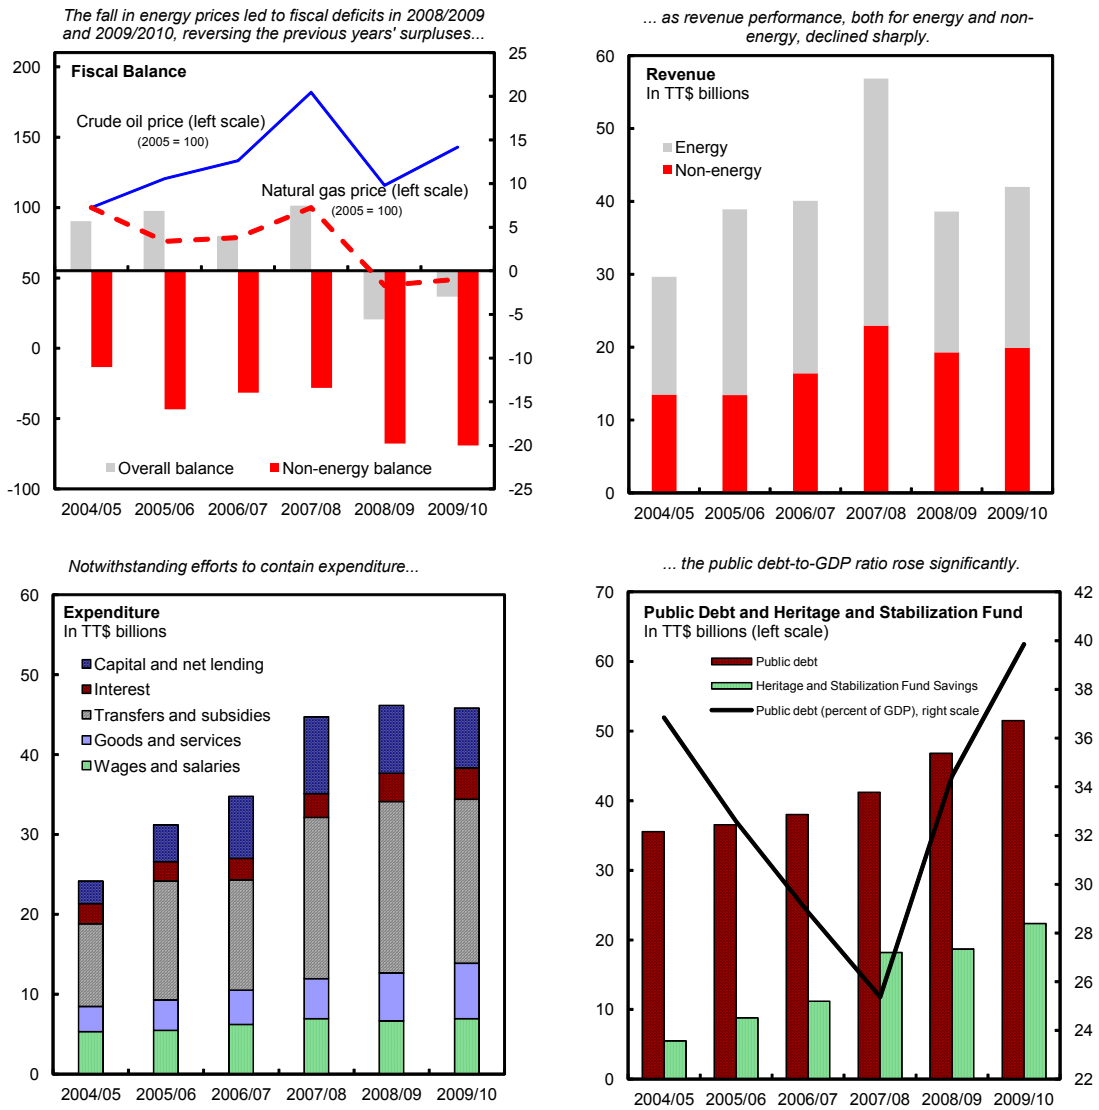 The fall in energy prices led to fiscal deficits in 2008/2009
and 2009/2010, reversing the previous years' surpluses...
Fiscal Balance
Crude oil price (left scale)
(2005 = 100)
Natural gas price (left scale)
(2005 = 100)
Overall balance
Non-energy balance
200
150
100
50
0
-50
-100
25
20
15
10
5
0
-5
-10
-15
-20
-25
2004/05 2005/06 2006/07 2007/08 2008/09 2009/10
... as revenue performance, both for energy and non-
energy, declined sharply.
Revenue
In TT$ billions
Energy
Non-energy
60
50
40
30
20
10
0
2004/05 2005/06 2006/07 2007/08 2008/09 2009/10
Notwithstanding efforts to contain expenditure...
Expenditure
In TT$ billions
Capital and net lending
Interest
Transfers and subsidies
Goods and services
Wages and salaries
60
50
40
30
20
10
0
2004/05 2005/06 2006/07 2007/08 2008/09 2009/10
... the public debt-to-GDP ratio rose significantly.
Public Debt and Heritage and Stabilization Fund
In TT$ billions (left scale)
Public debt
Heritage and Stabilization Fund Savings
Public debt (percent of GDP), right scale
70
60
50
40
30
20
10
0
42
40
38
36
34
32
30
28
26
24
22
2004/05 2005/06 2006/07 2007/08 2008/09 2009/10